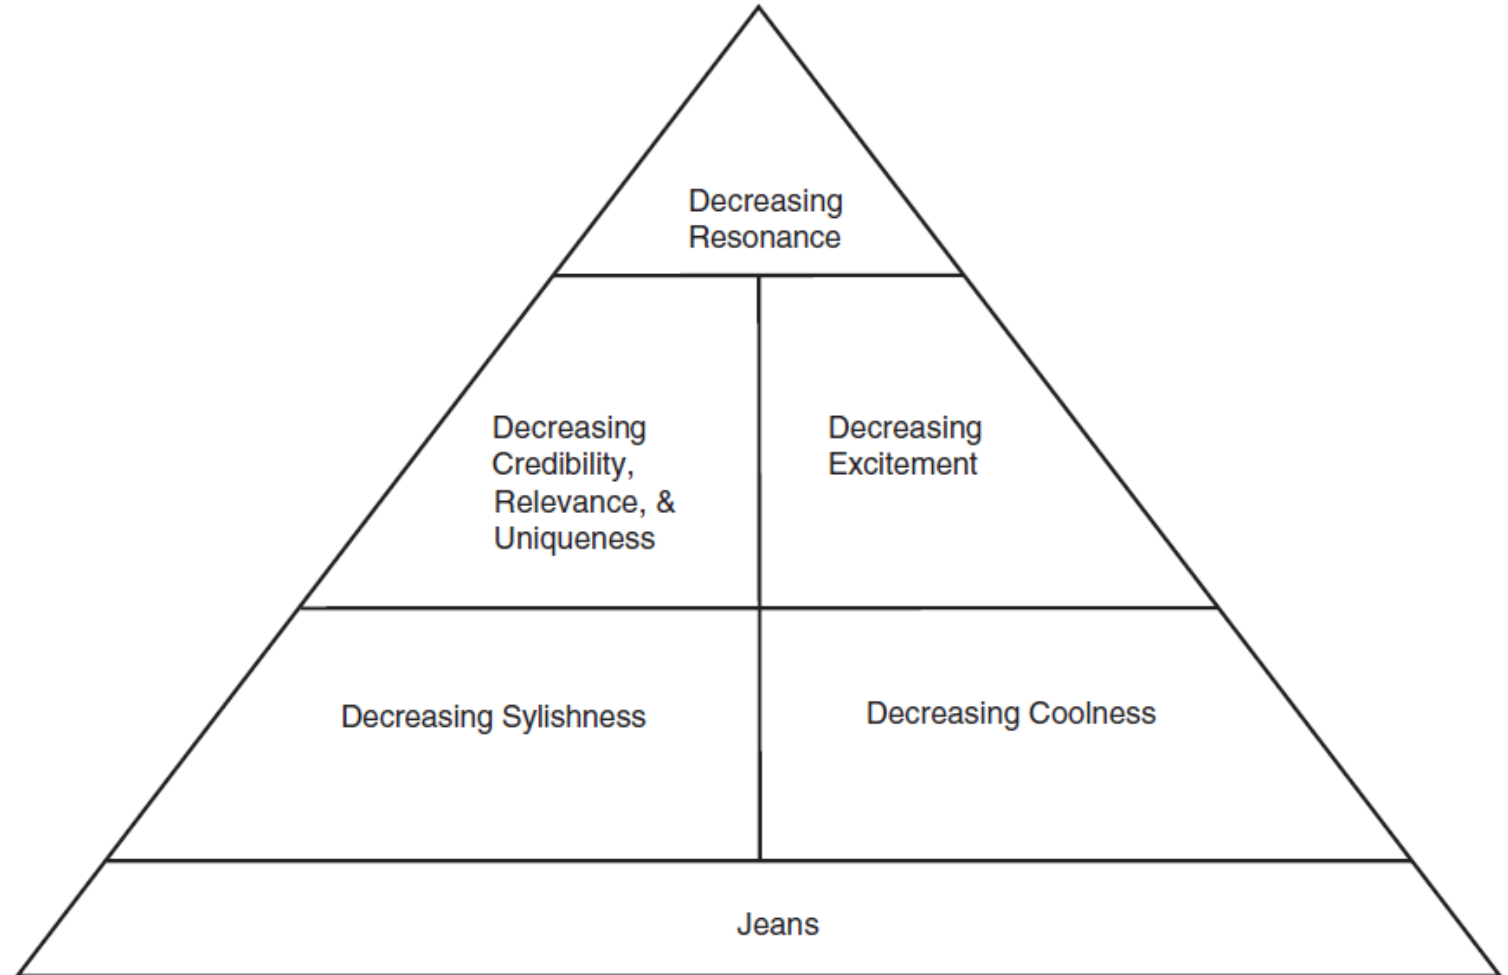 Decreasing
Resonance
Decreasing
Credibility,
Relevance, &
Uniqueness
Decreasing
Excitement
Decreasing Sylishness
Decreasing Coolness
Jeans